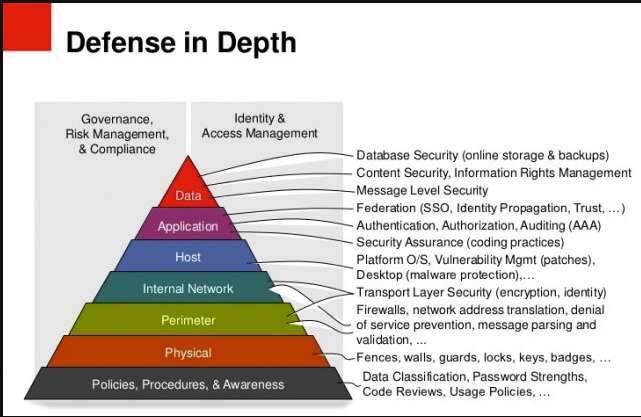 Defense in Depth
Governance,
Risk Management,
& Compliance
Identity &
Access Management
Data
Application
Host
Internal Network
Perimeter
Physical
Policies, Procedures, & Awareness
Database Security (online storage & backups)
Content Security, Information Rights Management
Message Level Security
Federation (SSO, Identity Propagation, Trust, …)
Authentication, Authorization, Auditing (AAA)
Security Assurance (coding practices)
Platform O/S, Vulnerability Mgmt (patches),
Desktop (malware protection),…
Transport Layer Security (encryption, identity)
Firewalls, network address translation, denial
of service prevention, message parsing and
validation, ...
Fences, walls, guards, locks, keys, badges, …
Data Classification, Password Strengths,
Code Reviews, Usage Policies, …